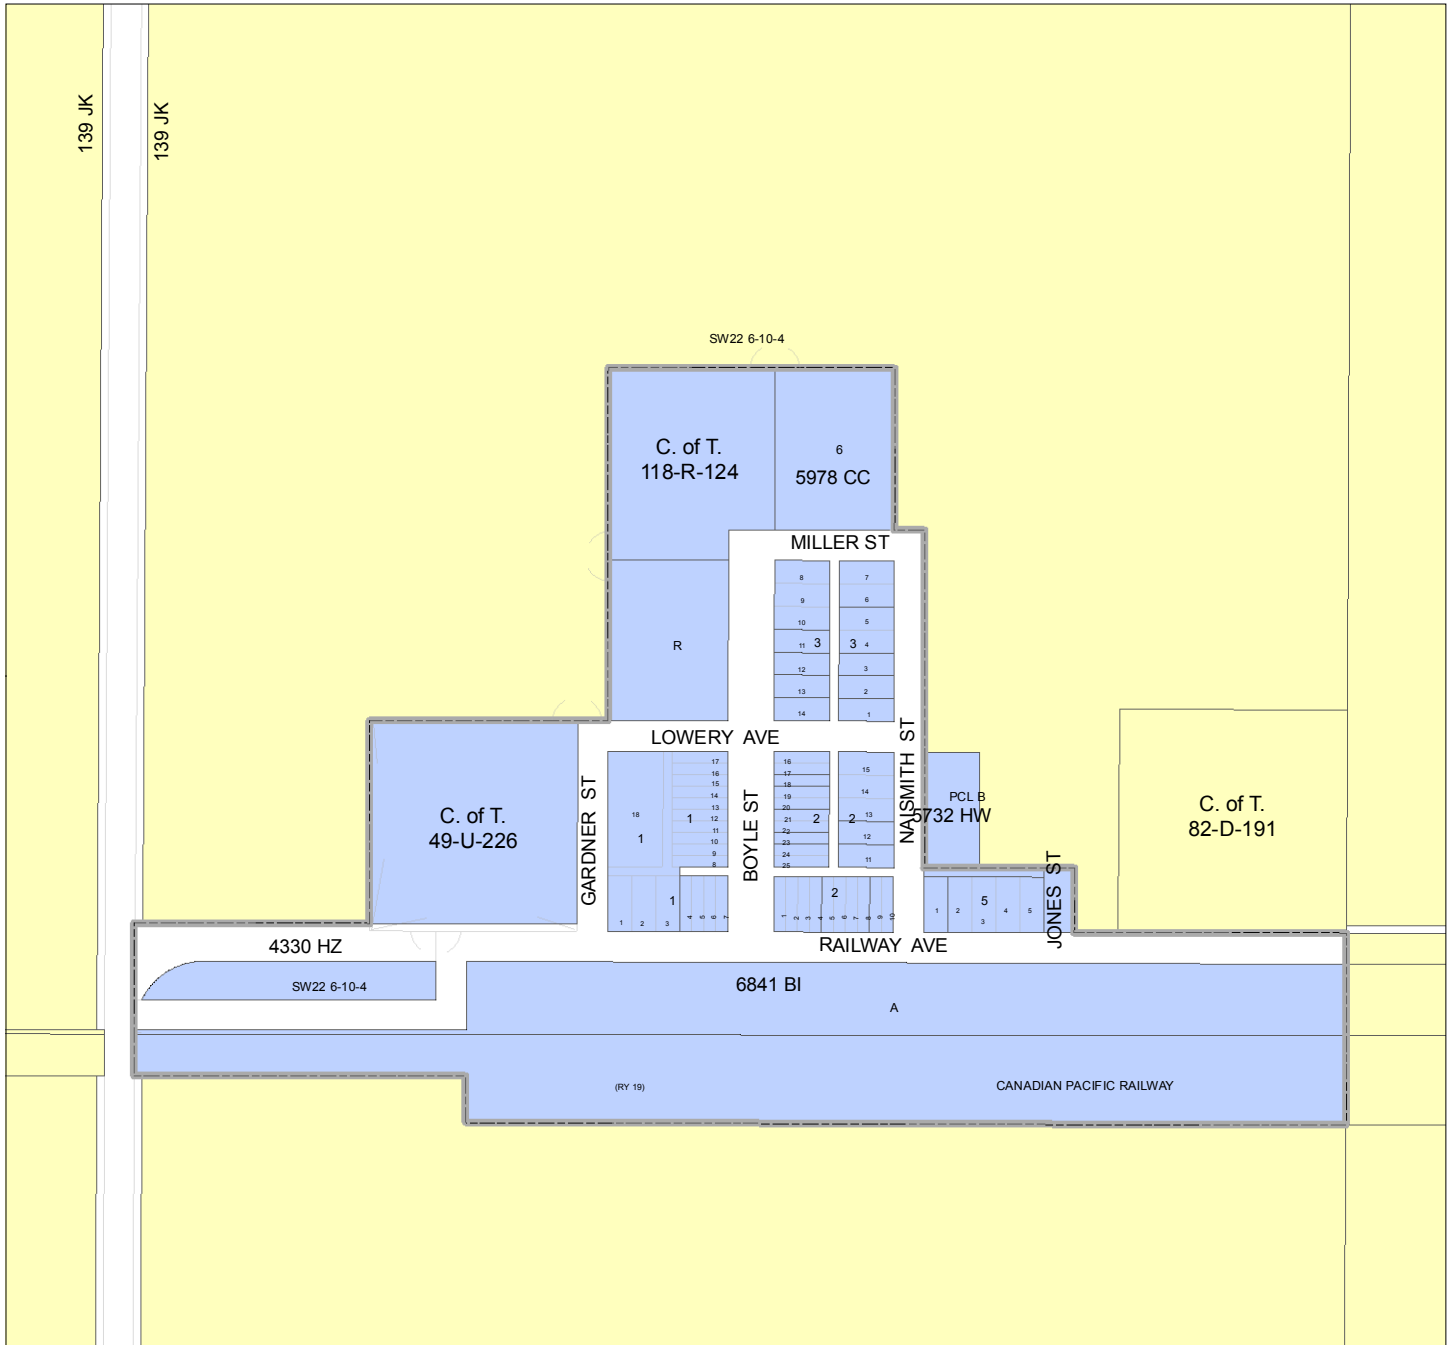 139 JK
139 JK
SW22 6-10-4
C. of T.
118-R-124
6
5978 CC
MILLER ST
8
9
10
11
12
13
14
3
7
6
5
4
3
2
1
3
R
LOWERY AVE
C. of T.
49-U-226
GARDNER ST
18
1
17
16
15
14
13
12
11
10
9
8
1
1
1
2
3
4
5
6
7
BOYLE ST
16
17
18
19
20
21
22
23
24
25
2
15
14
13
12
11
2
2
1
2
3
4
5
6
7
8
9
10
NAISMITH ST
PCL B
5732 HW
5
1
2
3
4
5
JONES ST
C. of T.
82-D-191
4330 HZ
RAILWAY AVE
SW22 6-10-4
6841 BI
A
(RY 19)
CANADIAN PACIFIC RAILWAY